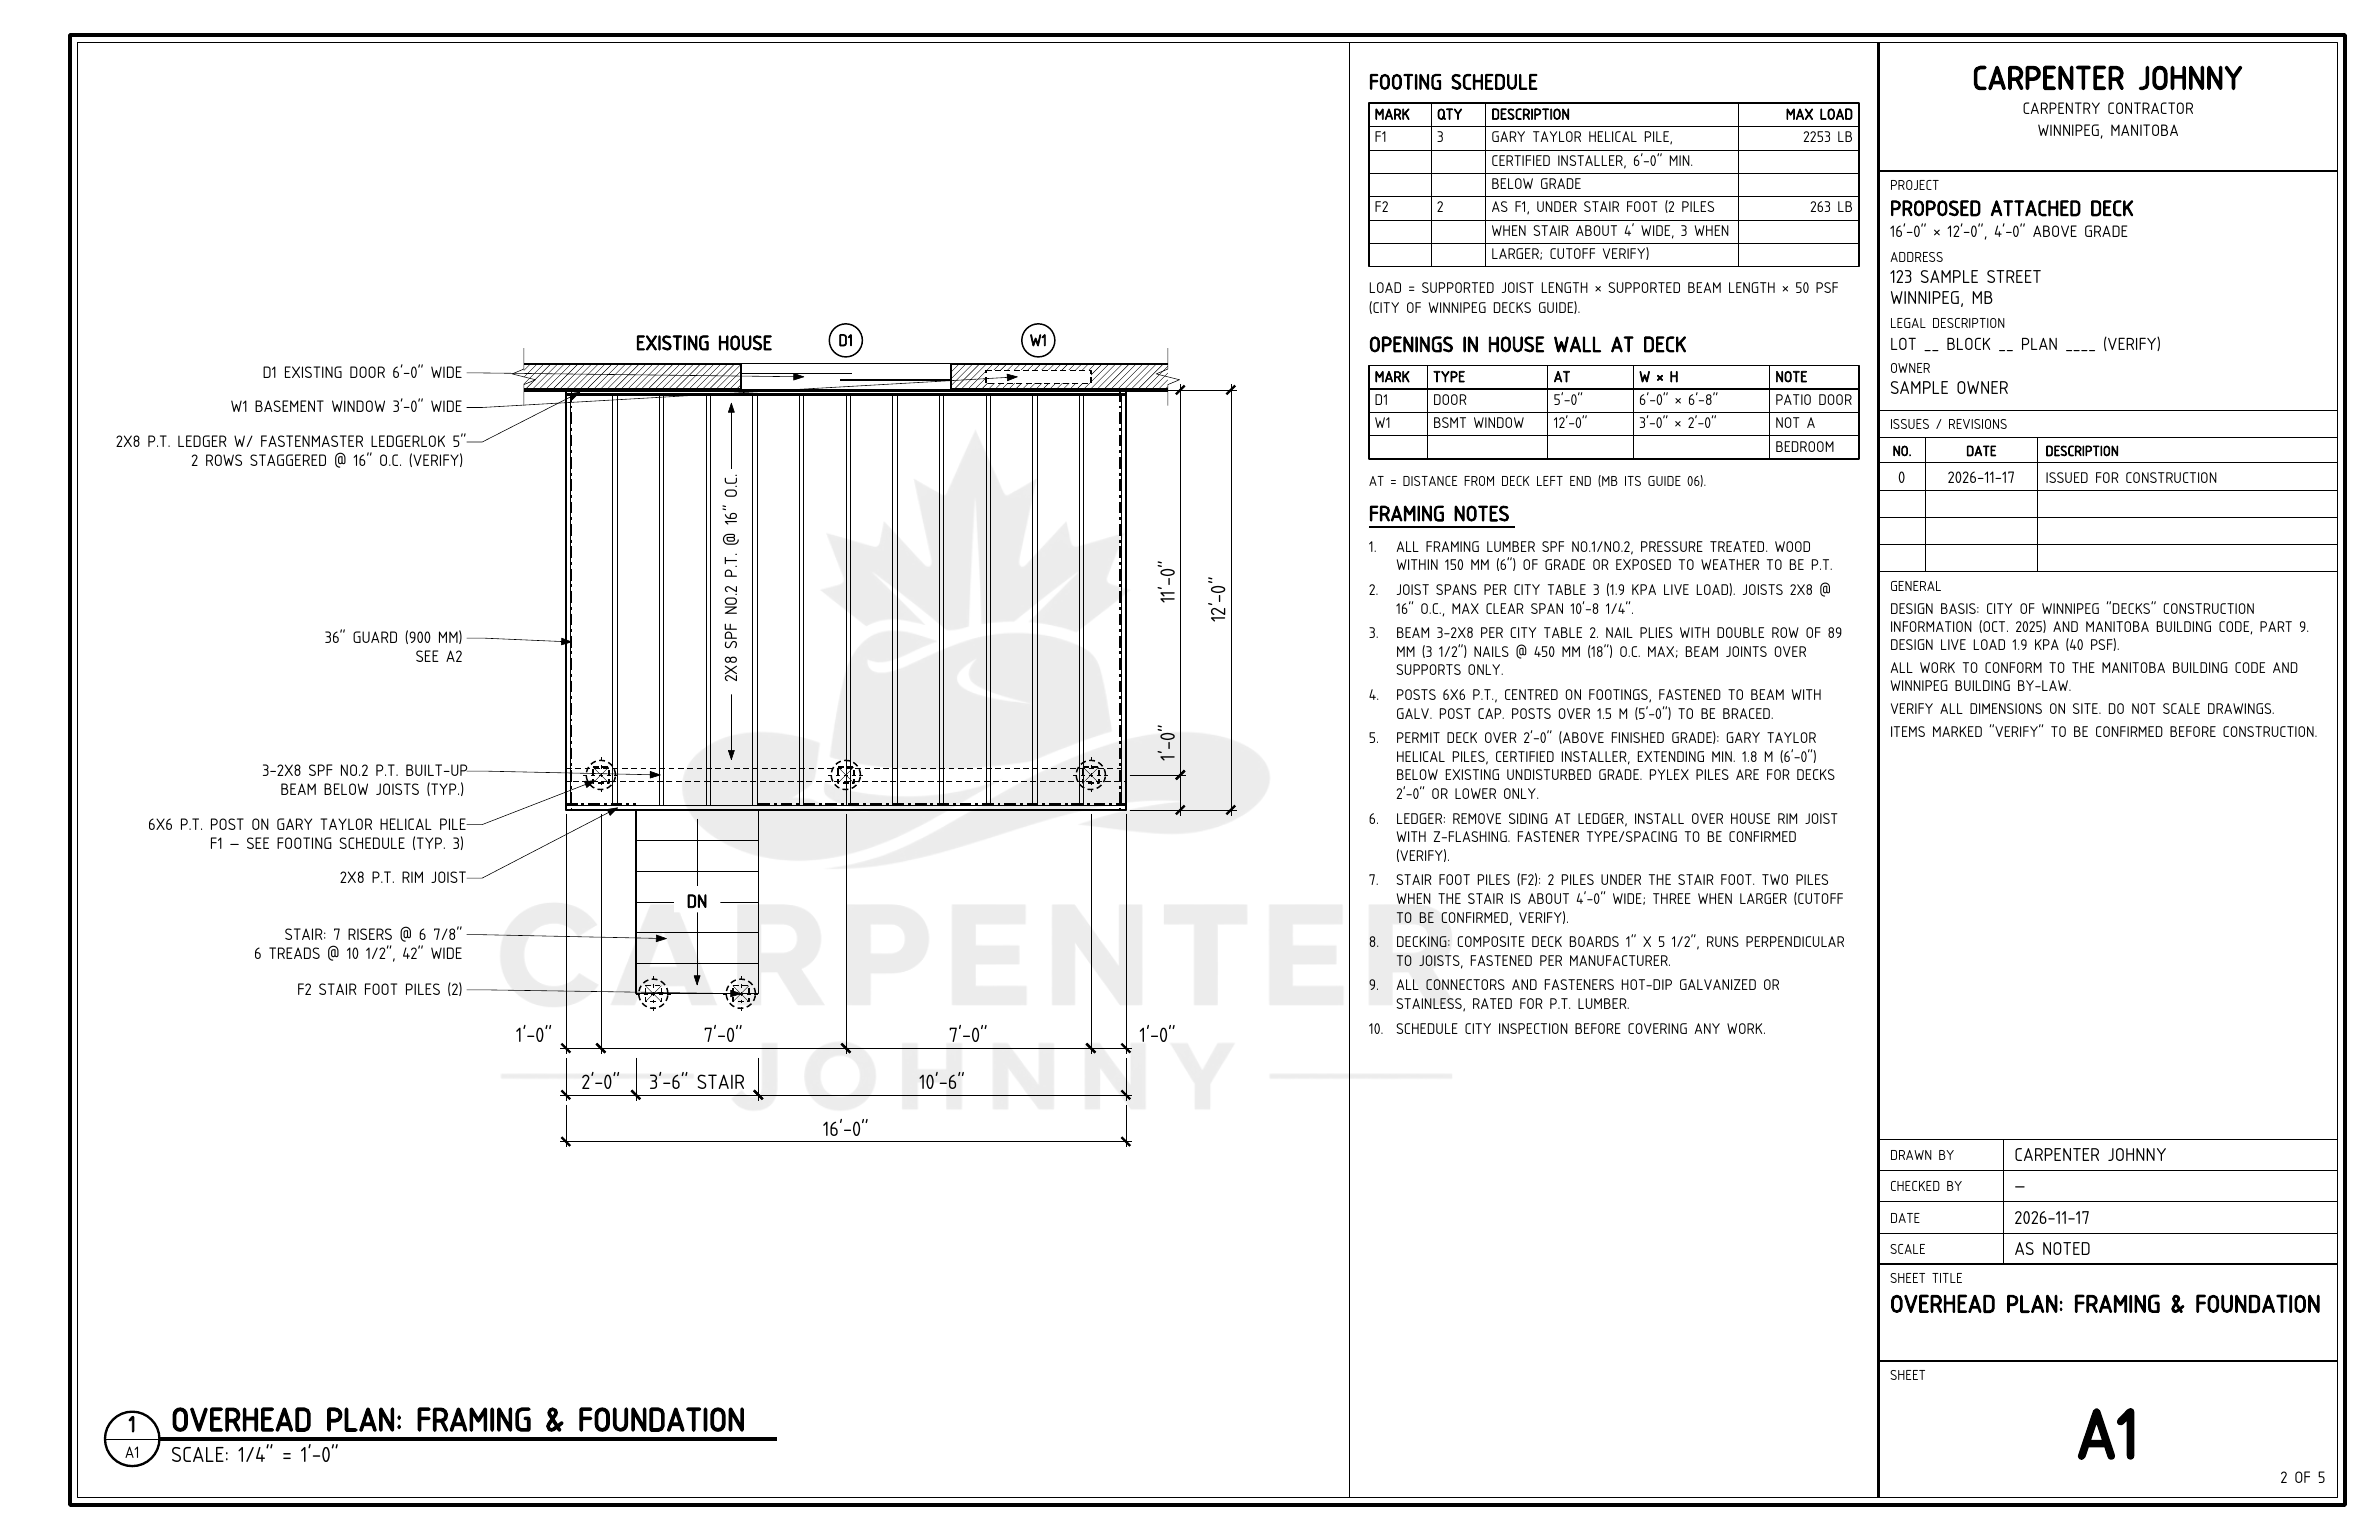 EXISTING HOUSE
D1
W1
D1 EXISTING DOOR 6'-0" WIDE
W1 BASEMENT WINDOW 3'-0" WIDE
2X8 P.T. LEDGER W/ FASTENMASTER LEDGERLOK 5"
2 ROWS STAGGERED @ 16" O.C. (VERIFY)
2X8 SPF NO.2 P.T. @ 16" O.C.
11'-0"
12'-0"
1'-0"
36" GUARD (900 MM)
SEE A2
3-2X8 SPF NO.2 P.T. BUILT-UP
BEAM BELOW JOISTS (TYP.)
6X6 P.T. POST ON GARY TAYLOR HELICAL PILE
F1 – SEE FOOTING SCHEDULE (TYP. 3)
2X8 P.T. RIM JOIST
DN
STAIR: 7 RISERS @ 6 7/8"
6 TREADS @ 10 1/2", 42" WIDE
F2 STAIR FOOT PILES (2)
1'-0" 7'-0" 7'-0" 1'-0"
2'-0" 3'-6" STAIR 10'-6"
16'-0"
CARPENTER
JOHNNY
1
A1
OVERHEAD PLAN: FRAMING & FOUNDATION
SCALE: 1/4" = 1'-0"
FOOTING SCHEDULE
MARK QTY DESCRIPTION MAX LOAD
F1 3 GARY TAYLOR HELICAL PILE, 2253 LB
CERTIFIED INSTALLER, 6'-0" MIN.
BELOW GRADE
F2 2 AS F1, UNDER STAIR FOOT (2 PILES 263 LB
WHEN STAIR ABOUT 4' WIDE, 3 WHEN
LARGER; CUTOFF VERIFY)
LOAD = SUPPORTED JOIST LENGTH × SUPPORTED BEAM LENGTH × 50 PSF
(CITY OF WINNIPEG DECKS GUIDE).
OPENINGS IN HOUSE WALL AT DECK
MARK TYPE AT W × H NOTE
D1 DOOR 5'-0" 6'-0" × 6'-8" PATIO DOOR
W1 BSMT WINDOW 12'-0" 3'-0" × 2'-0" NOT A
BEDROOM
AT = DISTANCE FROM DECK LEFT END (MB ITS GUIDE 06).
FRAMING NOTES
1. ALL FRAMING LUMBER SPF NO.1/NO.2, PRESSURE TREATED. WOOD
WITHIN 150 MM (6") OF GRADE OR EXPOSED TO WEATHER TO BE P.T.
2. JOIST SPANS PER CITY TABLE 3 (1.9 KPA LIVE LOAD). JOISTS 2X8 @
16" O.C., MAX CLEAR SPAN 10'-8 1/4".
3. BEAM 3-2X8 PER CITY TABLE 2. NAIL PLIES WITH DOUBLE ROW OF 89
MM (3 1/2") NAILS @ 450 MM (18") O.C. MAX; BEAM JOINTS OVER
SUPPORTS ONLY.
4. POSTS 6X6 P.T., CENTRED ON FOOTINGS, FASTENED TO BEAM WITH
GALV. POST CAP. POSTS OVER 1.5 M (5'-0") TO BE BRACED.
5. PERMIT DECK OVER 2'-0" (ABOVE FINISHED GRADE): GARY TAYLOR
HELICAL PILES, CERTIFIED INSTALLER, EXTENDING MIN. 1.8 M (6'-0")
BELOW EXISTING UNDISTURBED GRADE. PYLEX PILES ARE FOR DECKS
2'-0" OR LOWER ONLY.
6. LEDGER: REMOVE SIDING AT LEDGER, INSTALL OVER HOUSE RIM JOIST
WITH Z-FLASHING. FASTENER TYPE/SPACING TO BE CONFIRMED
(VERIFY).
7. STAIR FOOT PILES (F2): 2 PILES UNDER THE STAIR FOOT. TWO PILES
WHEN THE STAIR IS ABOUT 4'-0" WIDE; THREE WHEN LARGER (CUTOFF
TO BE CONFIRMED, VERIFY).
8. DECKING: COMPOSITE DECK BOARDS 1" X 5 1/2", RUNS PERPENDICULAR
TO JOISTS, FASTENED PER MANUFACTURER.
9. ALL CONNECTORS AND FASTENERS HOT-DIP GALVANIZED OR
STAINLESS, RATED FOR P.T. LUMBER.
10. SCHEDULE CITY INSPECTION BEFORE COVERING ANY WORK.
CARPENTER JOHNNY
CARPENTRY CONTRACTOR
WINNIPEG, MANITOBA
PROJECT
PROPOSED ATTACHED DECK
16'-0" × 12'-0", 4'-0" ABOVE GRADE
ADDRESS
123 SAMPLE STREET
WINNIPEG, MB
LEGAL DESCRIPTION
LOT __ BLOCK __ PLAN ____ (VERIFY)
OWNER
SAMPLE OWNER
ISSUES / REVISIONS
NO. DATE DESCRIPTION
0 2026-11-17 ISSUED FOR CONSTRUCTION
GENERAL
DESIGN BASIS: CITY OF WINNIPEG "DECKS" CONSTRUCTION
INFORMATION (OCT. 2025) AND MANITOBA BUILDING CODE, PART 9.
DESIGN LIVE LOAD 1.9 KPA (40 PSF).
ALL WORK TO CONFORM TO THE MANITOBA BUILDING CODE AND
WINNIPEG BUILDING BY-LAW.
VERIFY ALL DIMENSIONS ON SITE. DO NOT SCALE DRAWINGS.
ITEMS MARKED "VERIFY" TO BE CONFIRMED BEFORE CONSTRUCTION.
DRAWN BY CARPENTER JOHNNY
CHECKED BY –
DATE 2026-11-17
SCALE AS NOTED
SHEET TITLE
OVERHEAD PLAN: FRAMING & FOUNDATION
SHEET
A1
2 OF 5